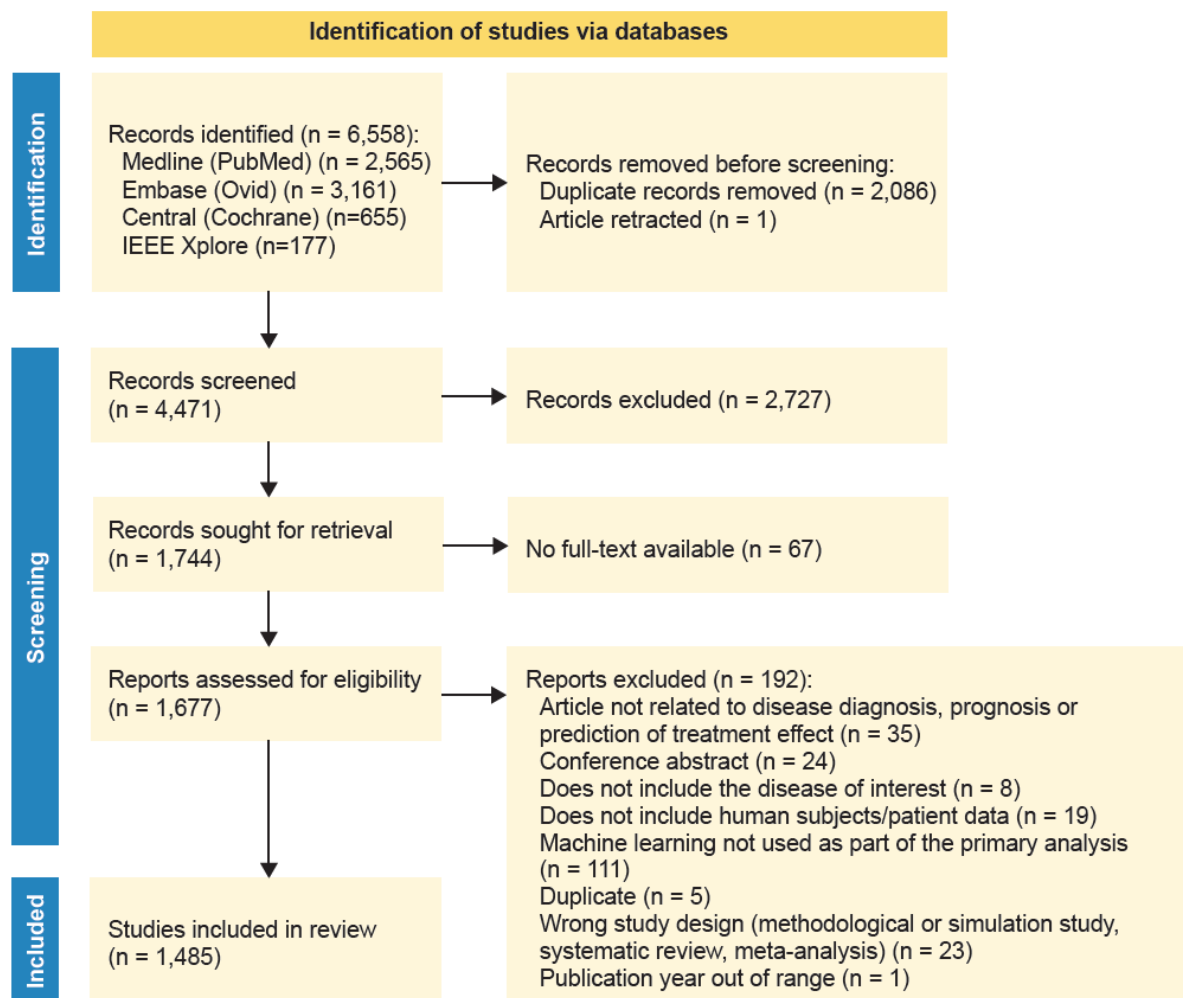 Identification of studies via databases
Identification
Records identified (n = 6,558):
Medline (PubMed) (n = 2,565)
Embase (Ovid) (n = 3,161)
Central (Cochrane) (n=655)
IEEE Xplore (n=177)
Records removed before screening:
Duplicate records removed (n = 2,086)
Article retracted (n = 1)
Screening
Records screened
(n = 4,471)
Records excluded (n = 2,727)
Records sought for retrieval
(n = 1,744)
No full-text available (n = 67)
Reports assessed for eligibility
(n = 1,677)
Reports excluded (n = 192):
Article not related to disease diagnosis, prognosis or
prediction of treatment effect (n = 35)
Conference abstract (n = 24)
Does not include the disease of interest (n = 8)
Does not include human subjects/patient data (n = 19)
Machine learning not used as part of the primary analysis
(n = 111)
Duplicate (n = 5)
Wrong study design (methodological or simulation study,
systematic review, meta-analysis) (n = 23)
Publication year out of range (n = 1)
Included
Studies included in review
(n = 1,485)